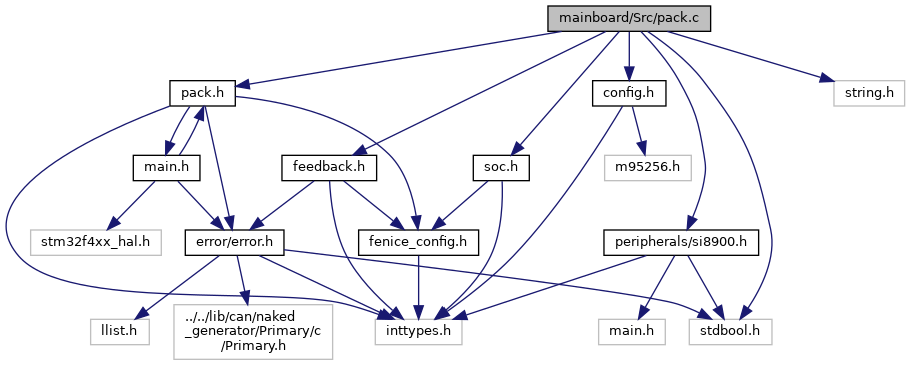 mainboard/Src/pack.c
pack.h
config.h
string.h
main.h
feedback.h
soc.h
m95256.h
stm32f4xx_hal.h
error/error.h
fenice_config.h
peripherals/si8900.h
llist.h
../../lib/can/naked
_generator/Primary/c
/Primary.h
inttypes.h
main.h
stdbool.h